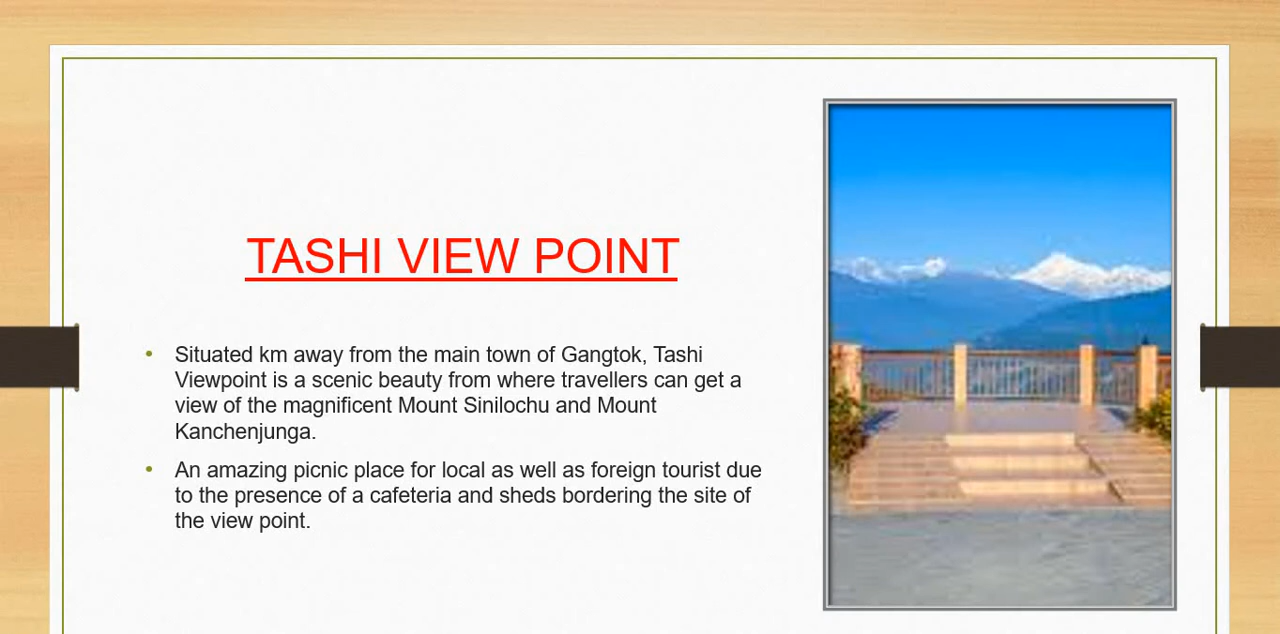 TASHI VIEW POINT
• Situated km away from the main town of Gangtok, Tashi
Viewpoint is a scenic beauty from where travellers can get a
view of the magnificent Mount Sinilochu and Mount
Kanchenjunga.
• An amazing picnic place for local as well as foreign tourist due
to the presence of a cafeteria and sheds bordering the site of
the view point.